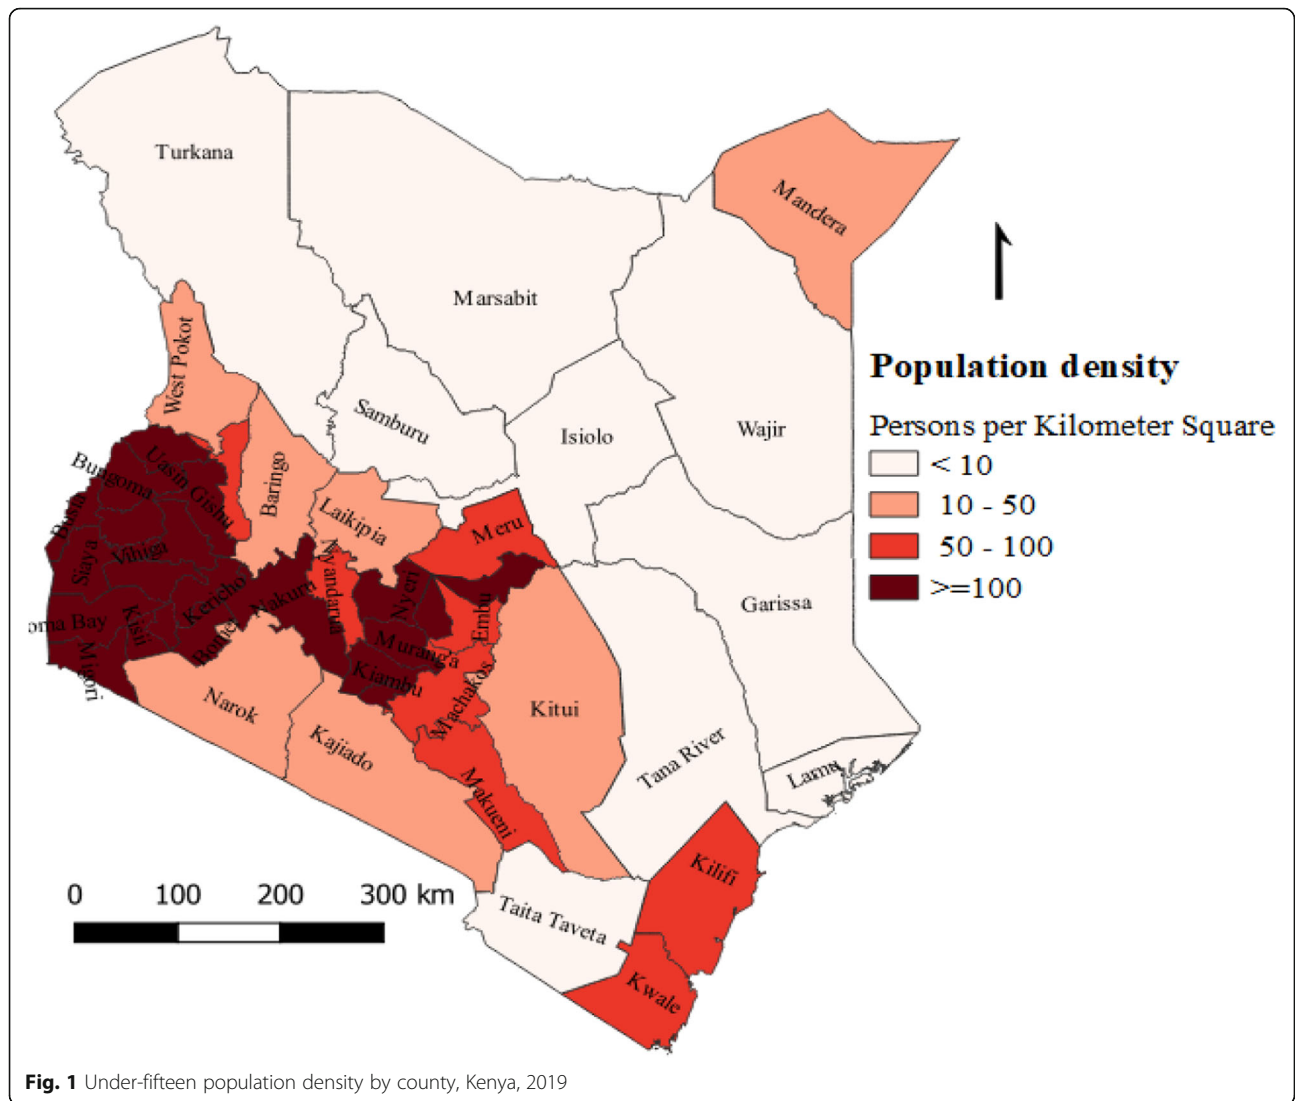 Turkana
Mandera
Marsabit
West Pokot
Samburu
Isiolo
Wajir
Population density
Persons per Kilometer Square
< 10
10 - 50
50 - 100
>=100
Uasin Gishu
Bungoma
Baringo
Laikipia
Meru
Busia
Siaya
Vihiga
Nyandarua
Kericho
Nakuru
Nyeri
Embu
Garissa
oma Bay
Kisii
Bomet
Muranga
Migori
Kiambu
Machakos
Narok
Kitui
Kajiado
Tana River
Lamu
Makueni
Kilifi
0 100 200 300 km
Taita Taveta
Kwale
Fig. 1 Under-fifteen population density by county, Kenya, 2019